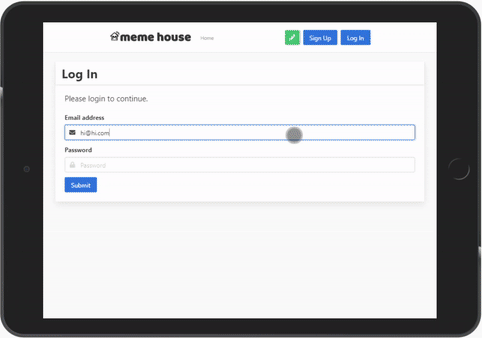 meme house Home Sign Up Log In
Log In
Please login to continue.
Email address
hi@hi.com
Password
Password
Submit